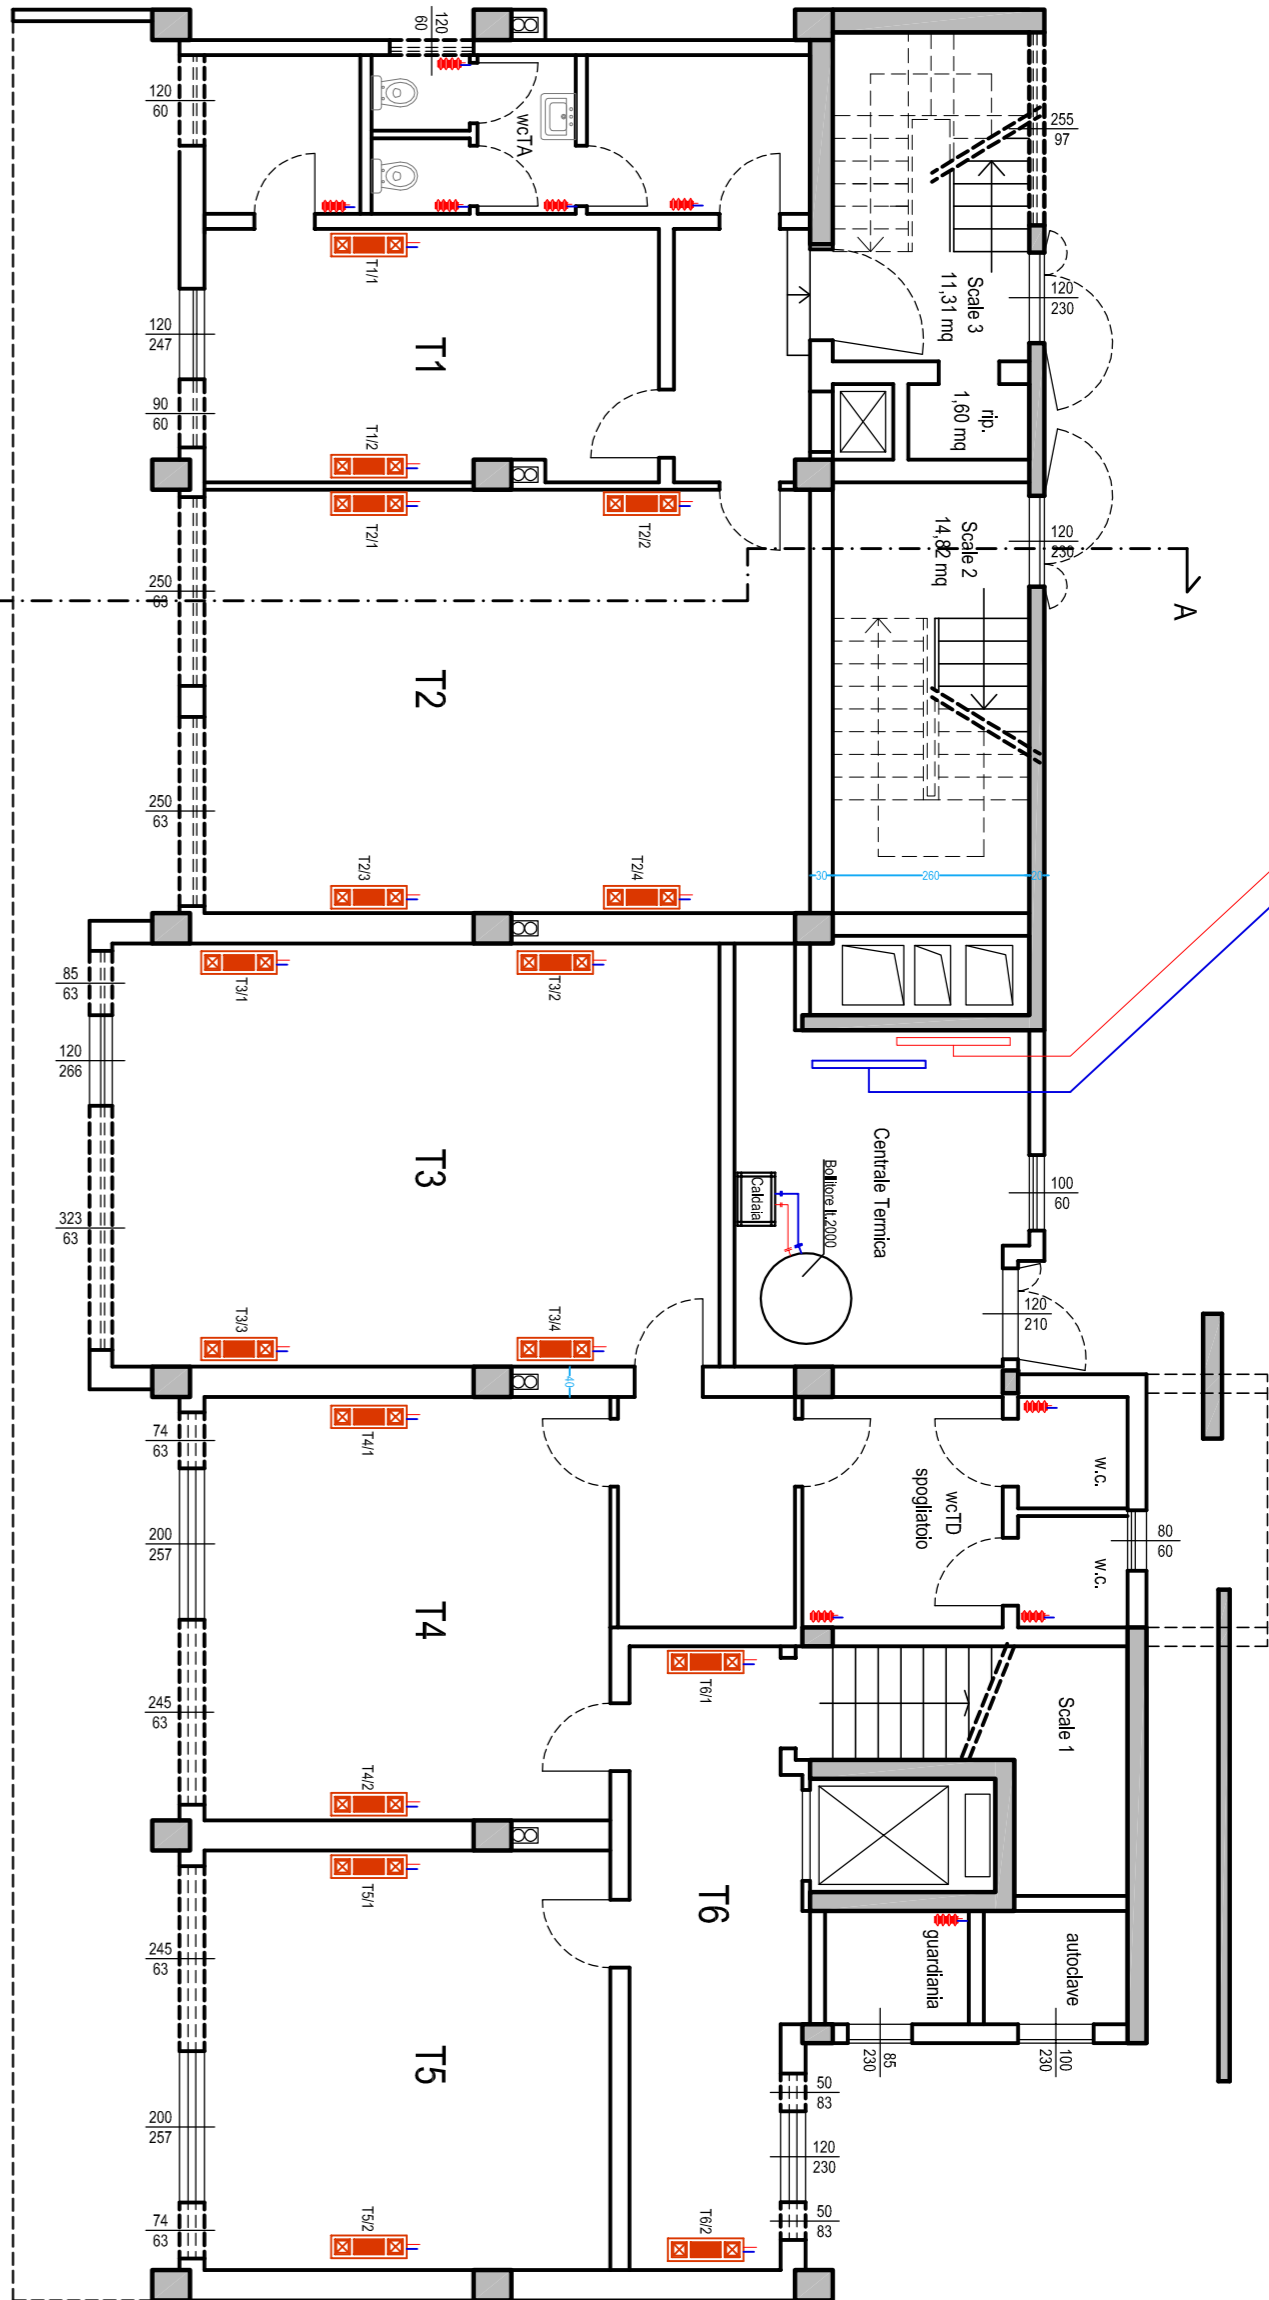 120
60
120
60
wcTA
255
97
T1/1
Scale 3
11,31 mq
120
230
120
247
T1
90
60
T1/2
rip.
1,60 mq
T2/1
T2/2
Scale 2
14,82 mq
120
230
A
250
63
T2
250
63
T2/3
T2/4
30
260
20
85
63
T3/1
T3/2
120
266
T3
Centrale Termica
Bollitore lt.2000
Caldaia
100
60
323
63
120
210
T3/3
T3/4
40
74
63
T4/1
w.c.
wcTD
spogliatoio
200
257
80
60
w.c.
T4
T6/1
Scale 1
245
63
T4/2
T5/1
T6
guardiania
autoclave
245
63
85
230
100
230
T5
50
83
200
257
120
230
74
63
T5/2
T6/2
50
83